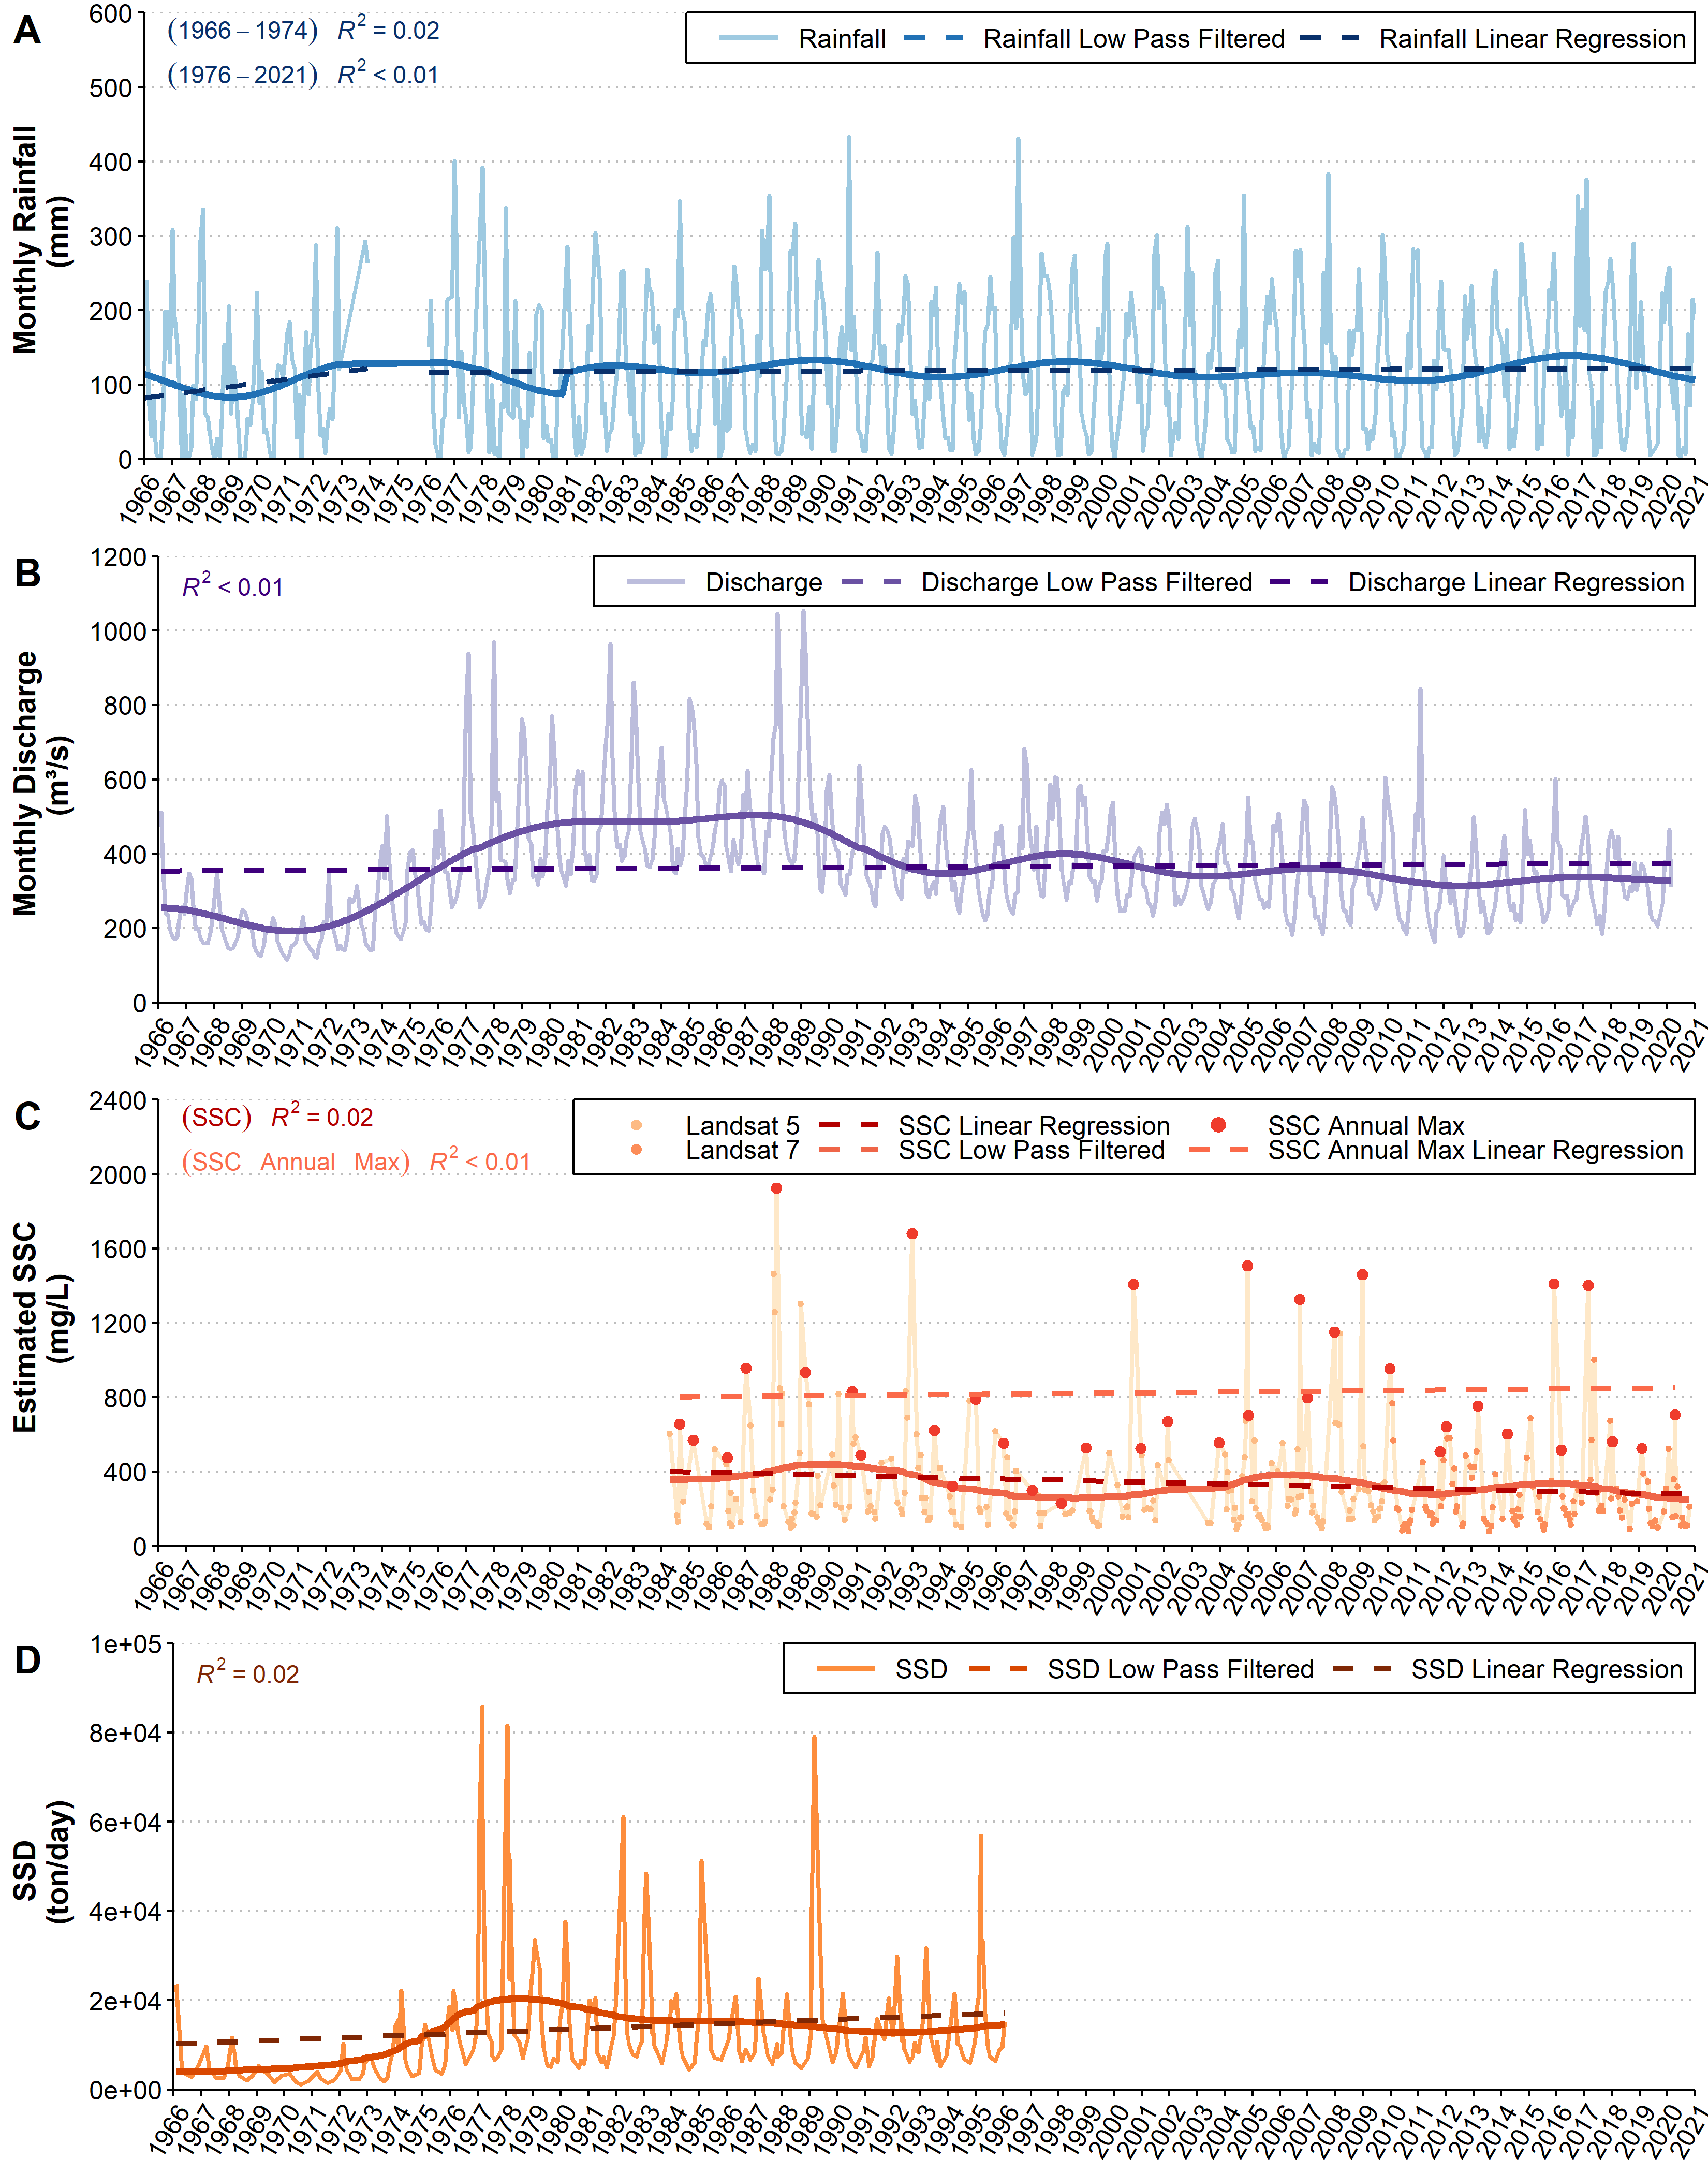 A
(1966 – 1974) R² = 0.02
(1976 – 2021) R² < 0.01
Rainfall Rainfall Low Pass Filtered Rainfall Linear Regression
Monthly Rainfall
(mm)
600
500
400
300
200
100
0
1966 1967 1968 1969 1970 1971 1972 1973 1974 1975 1976 1977 1978 1979 1980 1981 1982 1983 1984 1985 1986 1987 1988 1989 1990 1991 1992 1993 1994 1995 1996 1997 1998 1999 2000 2001 2002 2003 2004 2005 2006 2007 2008 2009 2010 2011 2012 2013 2014 2015 2016 2017 2018 2019 2020 2021
B
R² < 0.01
Discharge Discharge Low Pass Filtered Discharge Linear Regression
Monthly Discharge
(m³/s)
1200
1000
800
600
400
200
0
1966 1967 1968 1969 1970 1971 1972 1973 1974 1975 1976 1977 1978 1979 1980 1981 1982 1983 1984 1985 1986 1987 1988 1989 1990 1991 1992 1993 1994 1995 1996 1997 1998 1999 2000 2001 2002 2003 2004 2005 2006 2007 2008 2009 2010 2011 2012 2013 2014 2015 2016 2017 2018 2019 2020 2021
C
(SSC) R² = 0.02
(SSC Annual Max) R² < 0.01
Landsat 5 SSC Linear Regression SSC Annual Max
Landsat 7 SSC Low Pass Filtered SSC Annual Max Linear Regression
Estimated SSC
(mg/L)
2400
2000
1600
1200
800
400
0
1966 1967 1968 1969 1970 1971 1972 1973 1974 1975 1976 1977 1978 1979 1980 1981 1982 1983 1984 1985 1986 1987 1988 1989 1990 1991 1992 1993 1994 1995 1996 1997 1998 1999 2000 2001 2002 2003 2004 2005 2006 2007 2008 2009 2010 2011 2012 2013 2014 2015 2016 2017 2018 2019 2020 2021
D
R² = 0.02
SSD SSD Low Pass Filtered SSD Linear Regression
SSD
(ton/day)
1e+05
8e+04
6e+04
4e+04
2e+04
0e+00
1966 1967 1968 1969 1970 1971 1972 1973 1974 1975 1976 1977 1978 1979 1980 1981 1982 1983 1984 1985 1986 1987 1988 1989 1990 1991 1992 1993 1994 1995 1996 1997 1998 1999 2000 2001 2002 2003 2004 2005 2006 2007 2008 2009 2010 2011 2012 2013 2014 2015 2016 2017 2018 2019 2020 2021